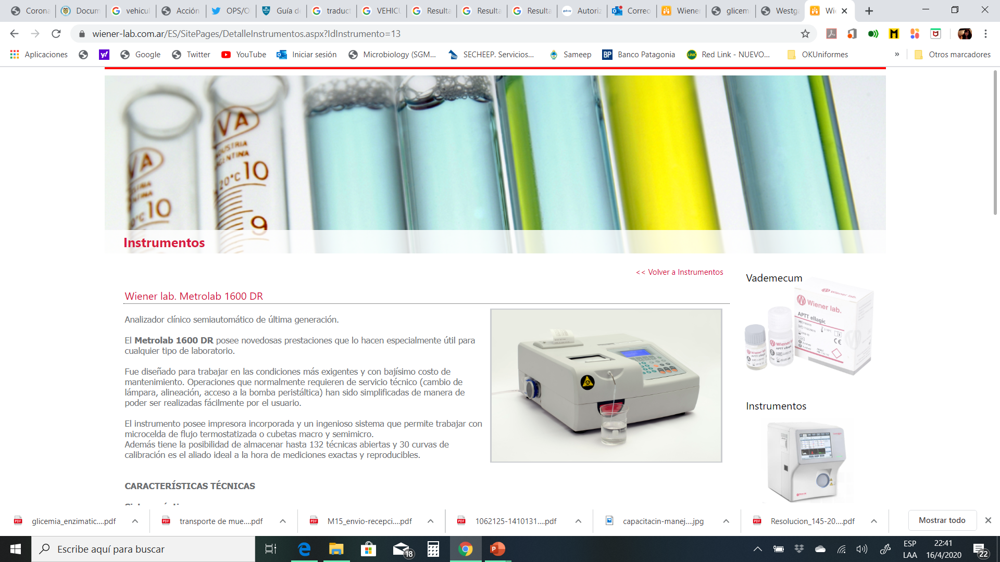 Corona
Docum
vehicul
Acción
OPS/O
Guía de
traduct
VEHICU
Resulta
Resulta
Resulta
Autoriz
Correo
Wiener
glicem
Westga
Wie
wiener-lab.com.ar/ES/SitePages/DetalleInstrumentos.aspx?IdInstrumento=13
Aplicaciones
Google
Twitter
YouTube
Iniciar sesión
Microbiology (SGM...
SECHEEP. Servicios...
Sameep
BP Banco Patagonia
LINK Red Link - NUEVO...
OKUniformes
»
Otros marcadores
VA
INDUSTRIA
10
20°C
9
VA
10
°C
Instrumentos
<< Volver a Instrumentos
Wiener lab. Metrolab 1600 DR
Analizador clínico semiautomático de última generación.
El Metrolab 1600 DR posee novedosas prestaciones que lo hacen especialmente útil para
cualquier tipo de laboratorio.
Fue diseñado para trabajar en las condiciones más exigentes y con bajísimo costo de
mantenimiento. Operaciones que normalmente requieren de servicio técnico (cambio de
lámpara, alineación, acceso a la bomba peristáltica) han sido simplificadas de manera de
poder ser realizadas fácilmente por el usuario.
El instrumento posee impresora incorporada y un ingenioso sistema que permite trabajar con
microcelda de flujo termostatizada o cubetas macro y semimicro.
Además tiene la posibilidad de almacenar hasta 132 técnicas abiertas y 30 curvas de
calibración es el aliado ideal a la hora de mediciones exactas y reproducibles.
CARACTERÍSTICAS TÉCNICAS
Vademecum
Wiener lab.
APTT ellagic
CE
Wiener lab
Instrumentos
glicemia_enzimatic....pdf
transporte de mue....pdf
M15_envio-recepci....pdf
1062125-1410131....pdf
capacitacin-manej....jpg
Resolucion_145-20....pdf
Mostrar todo
Escribe aquí para buscar
18
ESP
LAA
22:41
16/4/2020
22